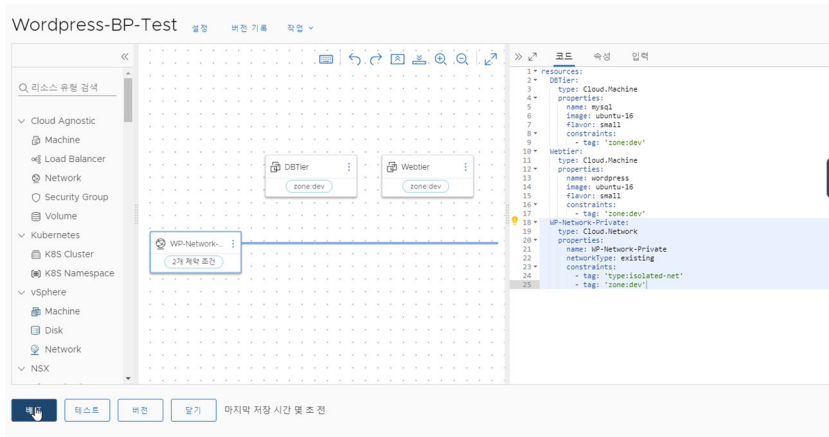 Wordpress-BP-Test 설정 버전 기록 작업
리소스 유형 검색
Cloud Agnostic
Machine
Load Balancer
Network
Security Group
Volume
Kubernetes
K8S Cluster
K8S Namespace
vSphere
Machine
Disk
Network
NSX
DBTier
zone:dev
Webtier
zone:dev
WP-Network-...
2개 제약 조건
코드 속성 입력
1 resources:
2 DBTier:
3 type: Cloud.Machine
4 properties:
5 name: mysql
6 image: ubuntu-16
7 flavor: small
8 constraints:
9 - tag: 'zone:dev'
10 Webtier:
11 type: Cloud.Machine
12 properties:
13 name: wordpress
14 image: ubuntu-16
15 flavor: small
16 constraints:
17 - tag: 'zone:dev'
18 WP-Network-Private:
19 type: Cloud.Network
20 properties:
21 name: WP-Network-Private
22 networkType: existing
23 constraints:
24 - tag: 'type:isolated-net'
25 - tag: 'zone:dev'
테스트 버전 닫기 마지막 저장 시간 몇 초 전